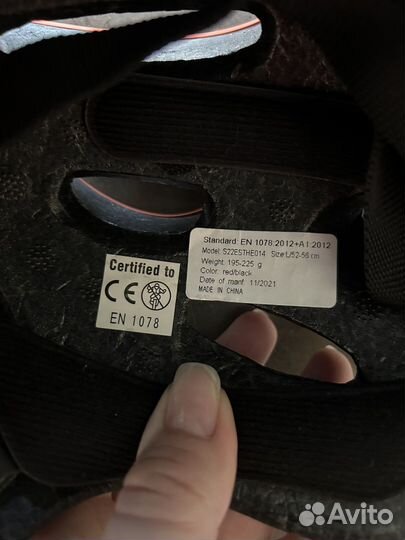 Standard: EN 1078:2012+A1:2012
Model: S22ESTHE014 Size:L/52-56 cm
Weight: 195-225 g
Color: red/black
Date of manf. 11/2021
MADE IN CHINA
Certified to
CE
EN 1078
Avito